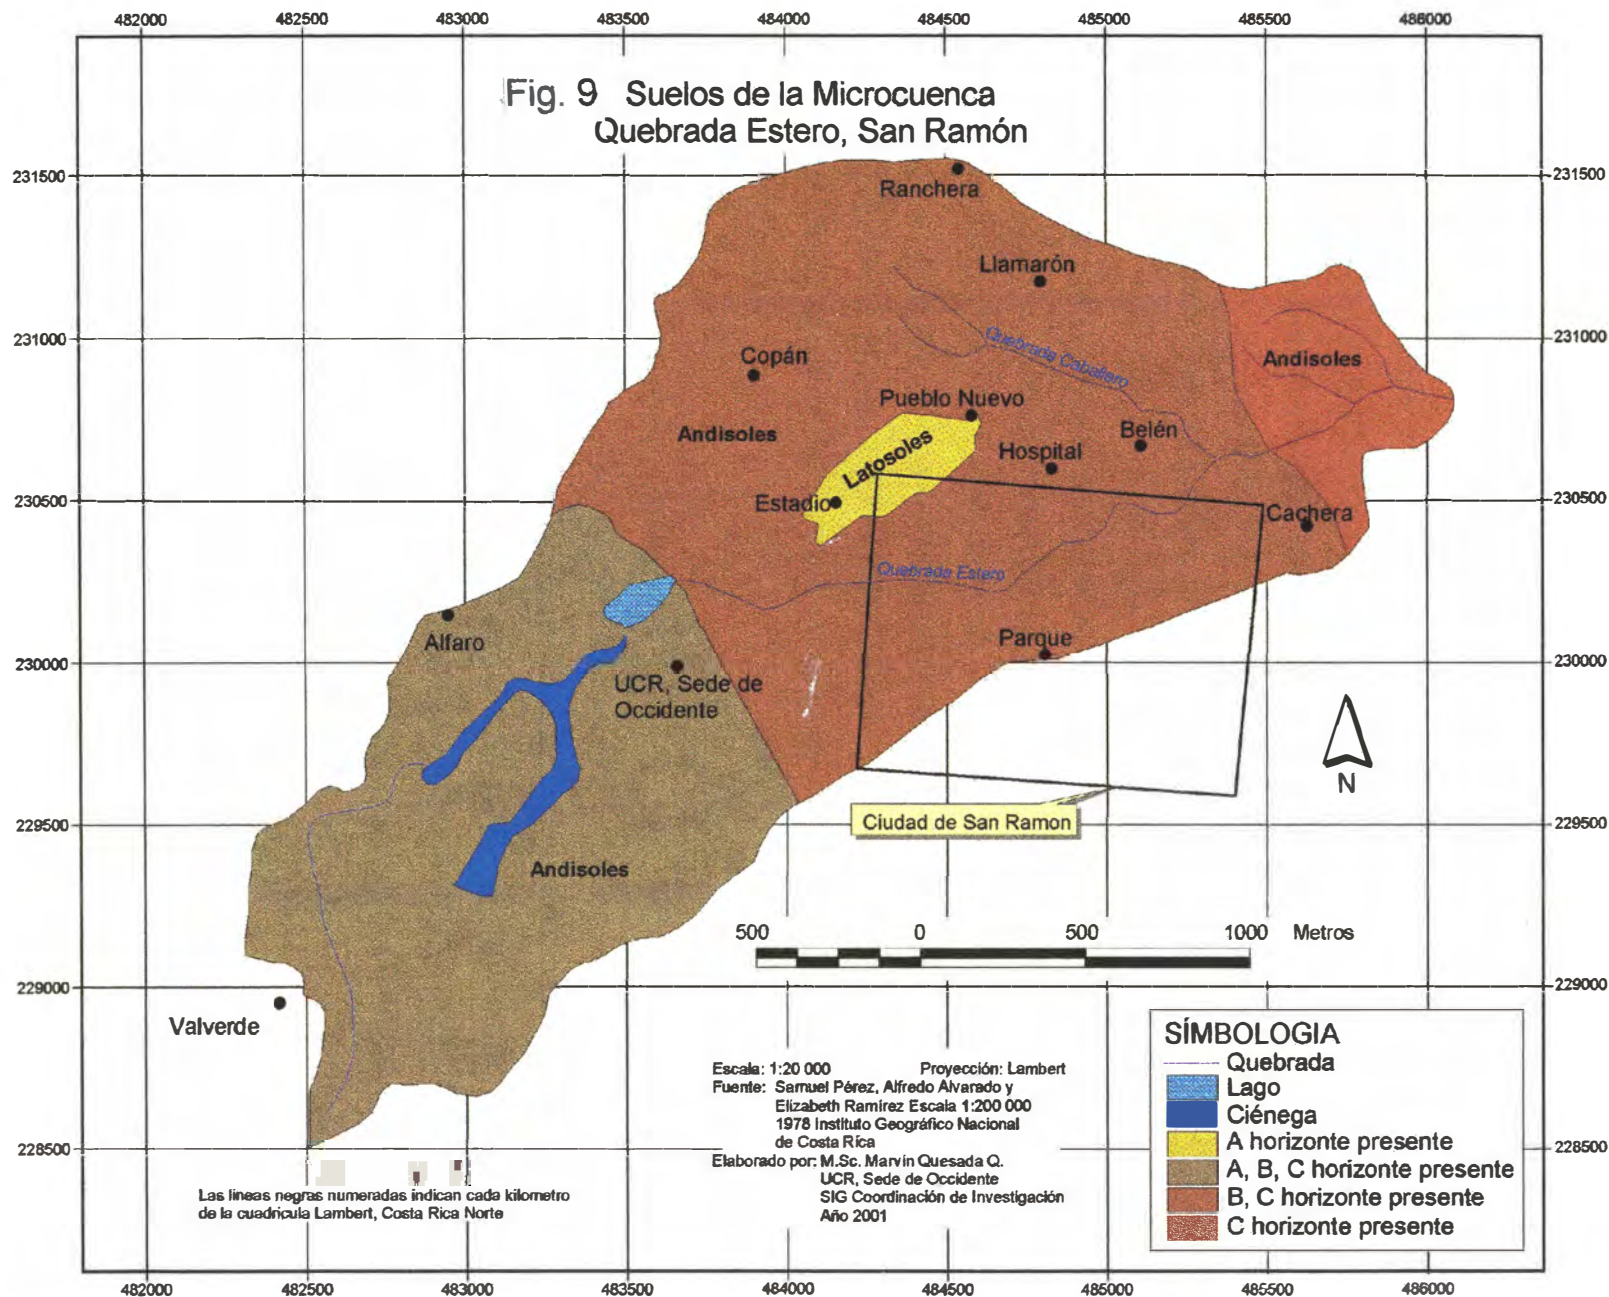 482000 482500 483000 483500 484000 484500 485000 485500 486000
Fig. 9 Suelos de la Microcuenca
Quebrada Estero, San Ramón
231500 231500
Ranchera
Llamarón
231000 231000
Quebrada Caballero
Copán
Andisoles
Pueblo Nuevo
Andisoles
Belén
Latosoles
Hospital
230500 230500
Estadio
Cachera
Quebrada Estero
Alfaro
Parque
230000 230000
UCR, Sede de
Occidente
N
Ciudad de San Ramon
229500 229500
Andisoles
500 0 500 1000 Metros
229000 229000
Valverde
SÍMBOLOGIA
Quebrada
Lago
Ciénega
A horizonte presente
A, B, C horizonte presente
B, C horizonte presente
C horizonte presente
Escala: 1:20 000 Proyección: Lambert
Fuente: Samuel Pérez, Alfredo Alvarado y
Elizabeth Ramírez Escala 1:200 000
1978 Instituto Geográfico Nacional
de Costa Rica
Elaborado por: M.Sc. Marvin Quesada Q.
UCR, Sede de Occidente
SIG Coordinación de Investigación
Año 2001
228500 228500
Las líneas negras numeradas indican cada kilometro
de la cuadrícula Lambert, Costa Rica Norte
482000 482500 483000 483500 484000 484500 485000 485500 486000